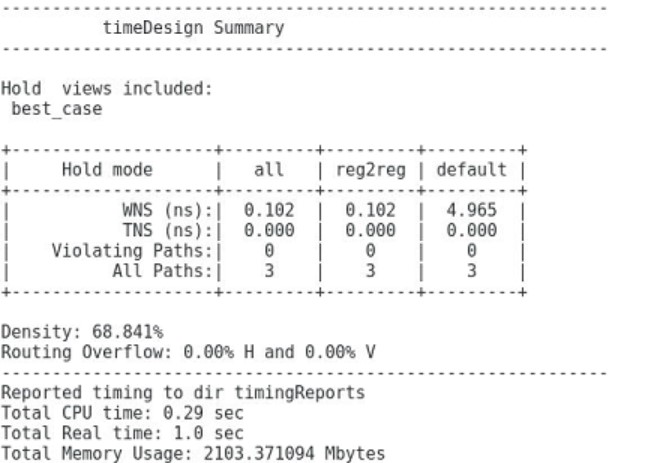 ------------------------------------------------------------
          timeDesign Summary
------------------------------------------------------------

Hold  views included:
 best_case

+--------------------+---------+---------+---------+
|     Hold mode      |   all   | reg2reg | default |
+--------------------+---------+---------+---------+
|           WNS (ns):|  0.102  |  0.102  |  4.965  |
|           TNS (ns):|  0.000  |  0.000  |  0.000  |
|    Violating Paths:|    0    |    0    |    0    |
|          All Paths:|    3    |    3    |    3    |
+--------------------+---------+---------+---------+

Density: 68.841%
Routing Overflow: 0.00% H and 0.00% V
------------------------------------------------------------
Reported timing to dir timingReports
Total CPU time: 0.29 sec
Total Real time: 1.0 sec
Total Memory Usage: 2103.371094 Mbytes